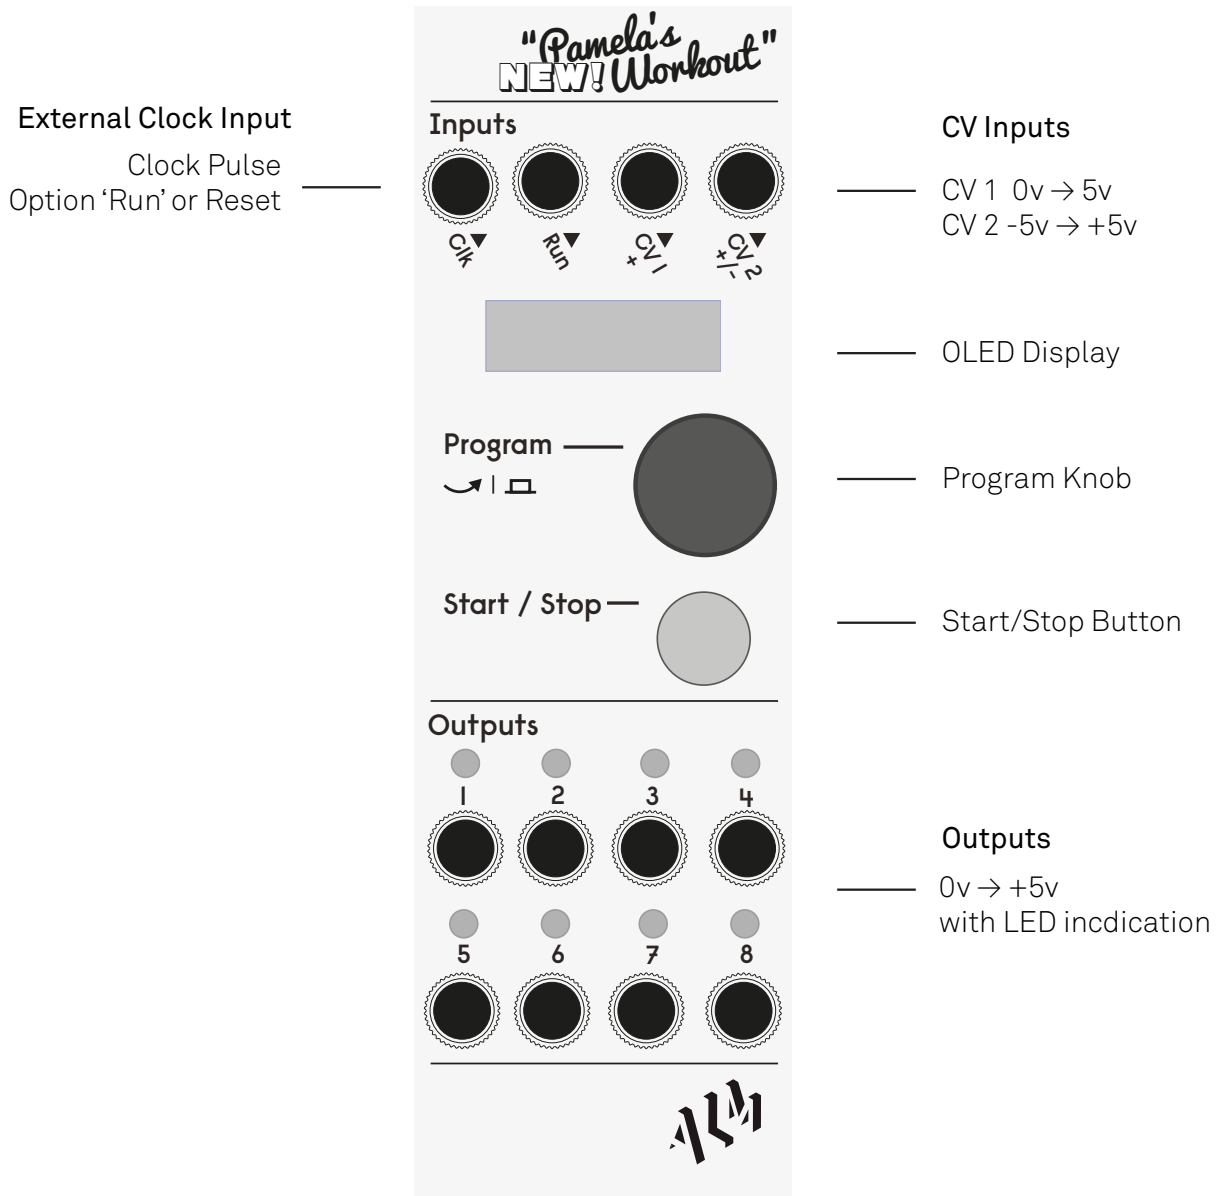 "Pamela's
NEW! Workout"
External Clock Input
Clock Pulse
Option ‘Run’ or Reset
Inputs
Clk
Run
CV 1
+
CV 2
+/-
CV Inputs
CV 1 0v → 5v
CV 2 -5v → +5v
OLED Display
Program
Program Knob
Start / Stop
Start/Stop Button
Outputs
1 2 3 4
5 6 7 8
Outputs
0v → +5v
with LED incdication
ALM